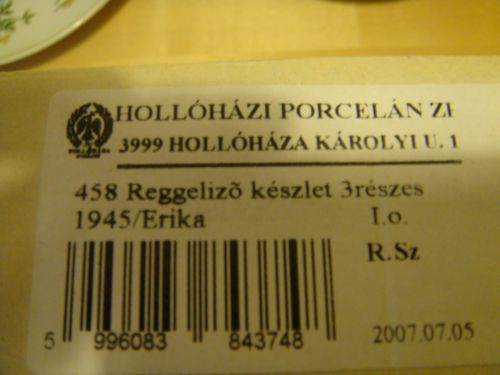 HOLLÓHÁZI PORCELÁN
3999 HOLLÓHÁZA KÁROLYI U. 1
458 Reggelizõ készlet 3részes
1945/Erika I.o.
R.Sz
5 996083 843748 2007.07.05